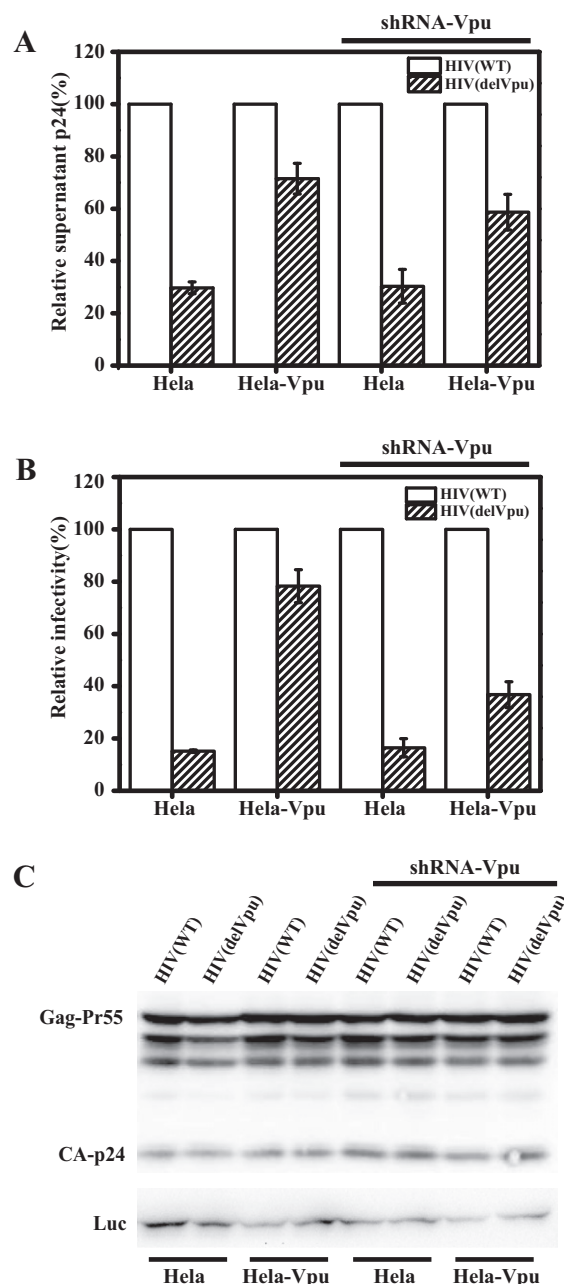 A
shRNA-Vpu
120
HIV(WT)
HIV(delVpu)
100
80
60
40
20
0
Relative supernatant p24(%)
Hela Hela-Vpu Hela Hela-Vpu
B
shRNA-Vpu
120
HIV(WT)
HIV(delVpu)
100
80
60
40
20
0
Relative infectivity(%)
Hela Hela-Vpu Hela Hela-Vpu
C
shRNA-Vpu
HIV(WT) HIV(delVpu) HIV(WT) HIV(delVpu) HIV(WT) HIV(delVpu) HIV(WT) HIV(delVpu)
Gag-Pr55
CA-p24
Luc
Hela Hela-Vpu Hela Hela-Vpu